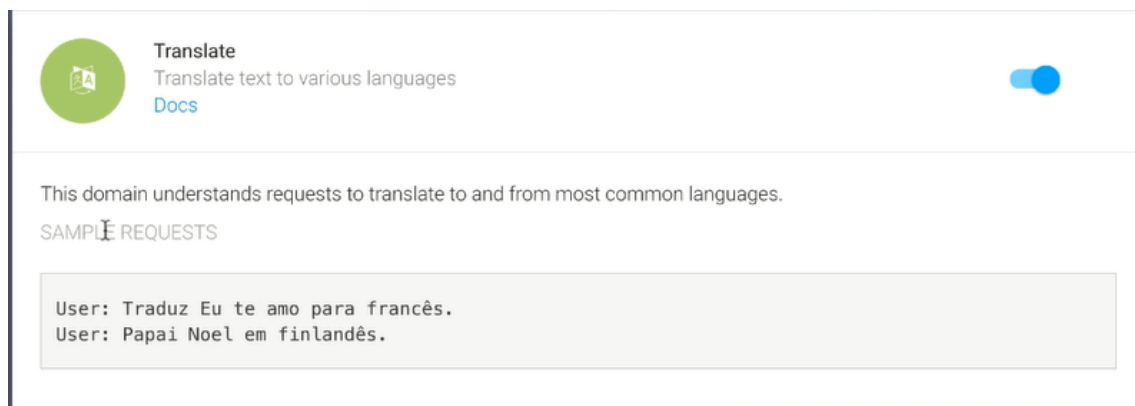 Translate
Translate text to various languages
Docs
This domain understands requests to translate to and from most common languages.
SAMPLE REQUESTS
User: Traduz Eu te amo para francês.
User: Papai Noel em finlandês.